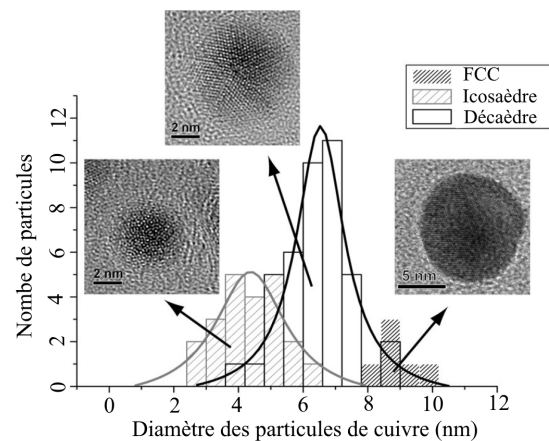 FCC
Icosaèdre
Décaèdre
2 nm
2 nm
5 nm
Nombe de particules
12
10
8
6
4
2
0
0 2 4 6 8 10 12
Diamètre des particules de cuivre (nm)